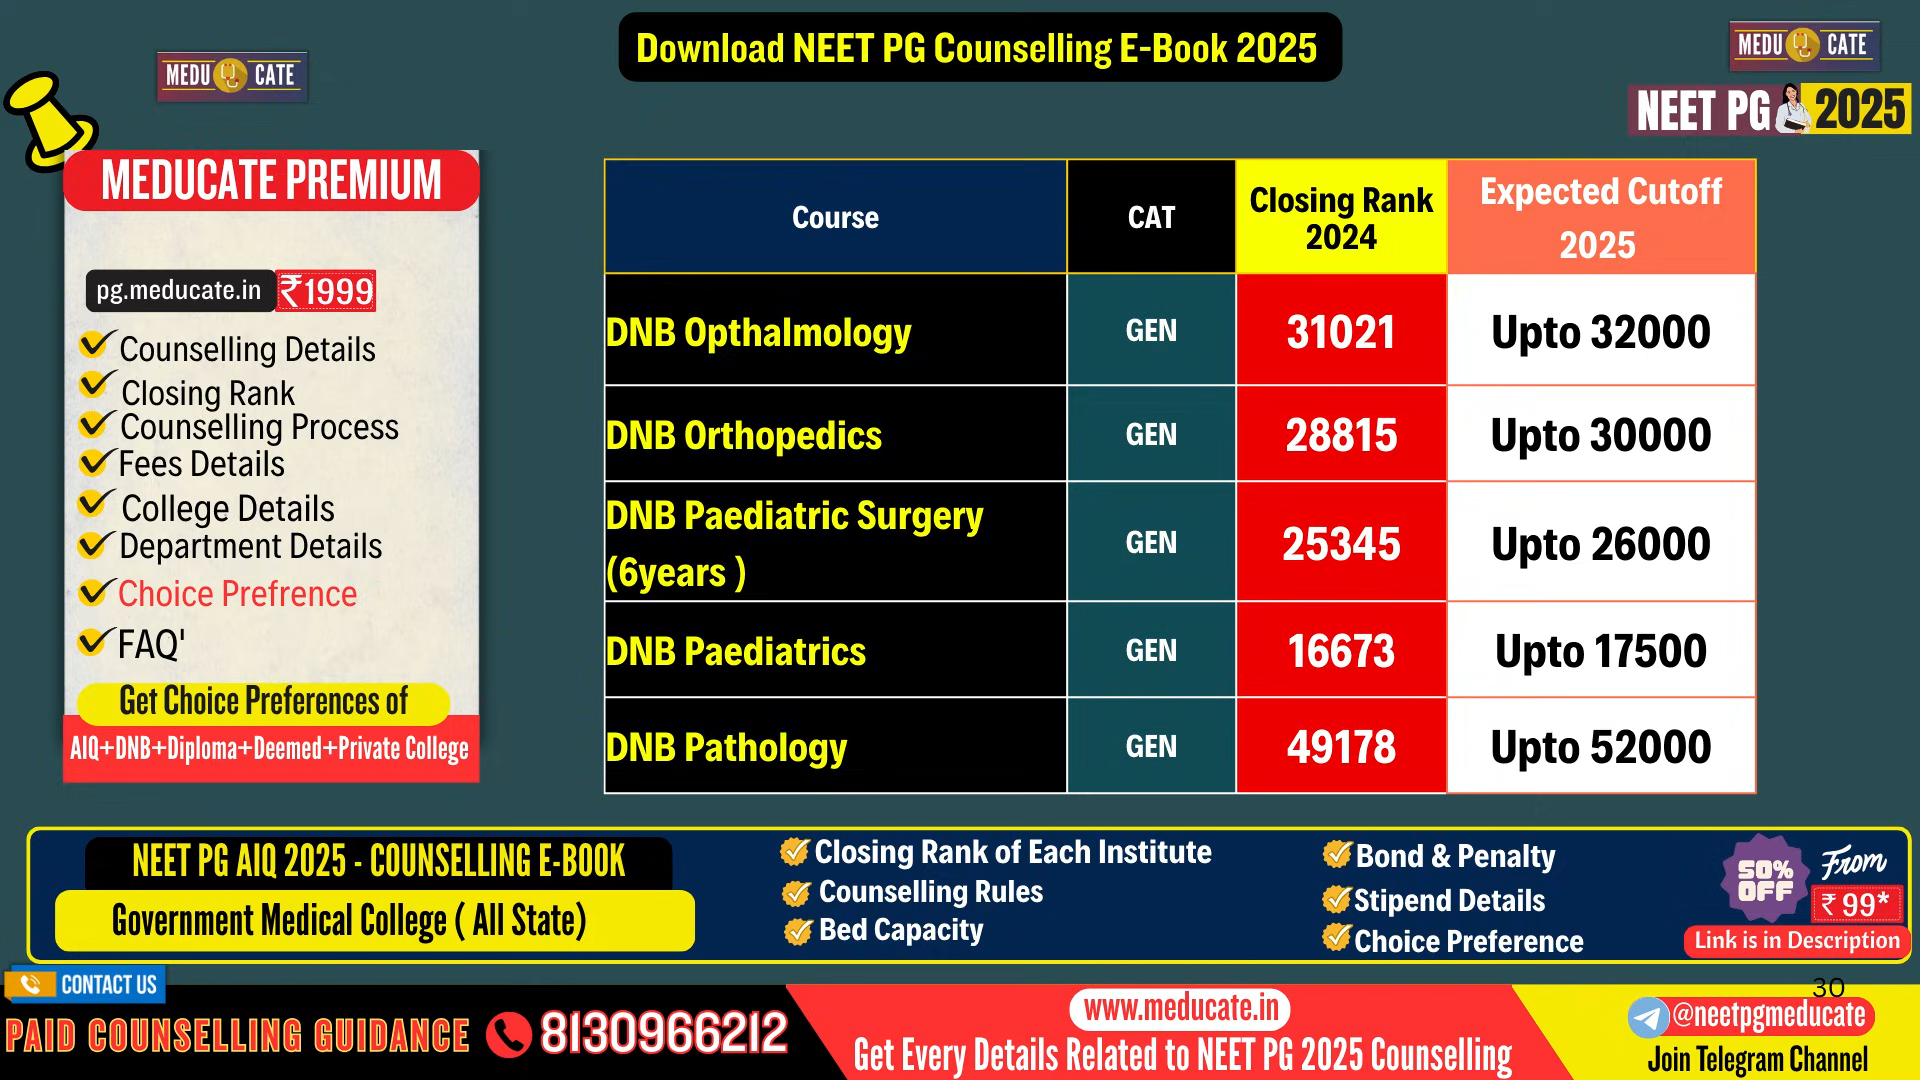 Download NEET PG Counselling E-Book 2025
MEDU CATE
MEDU CATE
NEET PG 2025
MEDUCATE PREMIUM
pg.meducate.in ₹1999
Counselling Details
Closing Rank
Counselling Process
Fees Details
College Details
Department Details
Choice Prefrence
FAQ'
Get Choice Preferences of
AIQ+DNB+Diploma+Deemed+Private College
Course CAT Closing Rank 2024 Expected Cutoff 2025
DNB Opthalmology GEN 31021 Upto 32000
DNB Orthopedics GEN 28815 Upto 30000
DNB Paediatric Surgery (6years ) GEN 25345 Upto 26000
DNB Paediatrics GEN 16673 Upto 17500
DNB Pathology GEN 49178 Upto 52000
NEET PG AIQ 2025 - COUNSELLING E-BOOK
Government Medical College ( All State)
Closing Rank of Each Institute
Counselling Rules
Bed Capacity
Bond & Penalty
Stipend Details
Choice Preference
50% OFF
From
₹ 99*
Link is in Description
CONTACT US
PAID COUNSELLING GUIDANCE 8130966212
www.meducate.in
Get Every Details Related to NEET PG 2025 Counselling
30
@neetpgmeducate
Join Telegram Channel